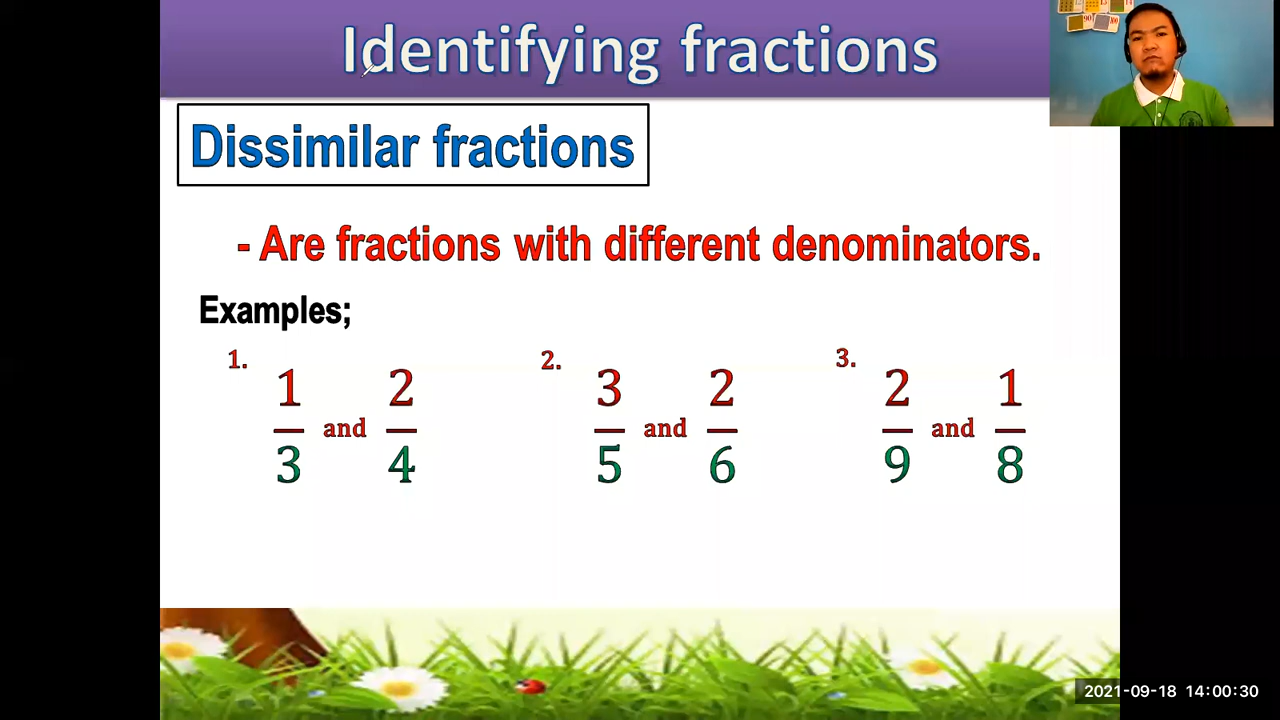 Identifying fractions
Dissimilar fractions
- Are fractions with different denominators.
Examples;
1. 1/3 and 2/4
2. 3/5 and 2/6
3. 2/9 and 1/8
2021-09-18 14:00:30